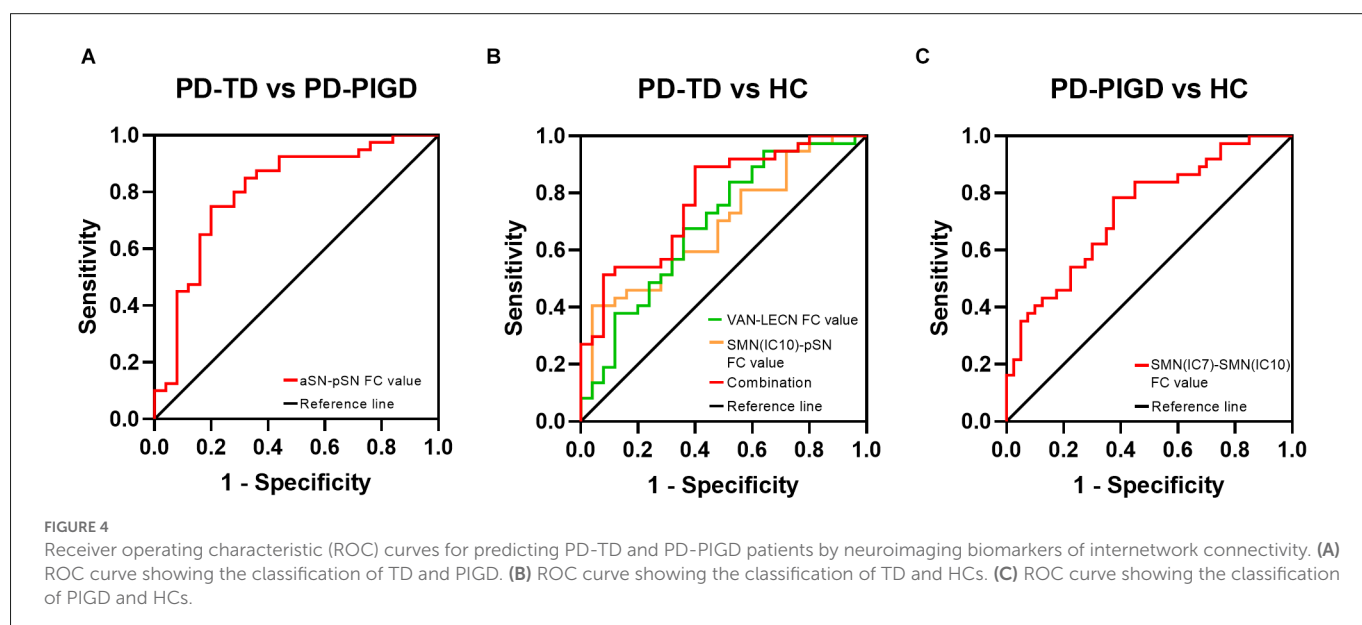 A
PD-TD vs PD-PIGD
1.0
0.8
0.6
0.4
0.2
0.0
Sensitivity
aSN-pSN FC value
Reference line
0.0 0.2 0.4 0.6 0.8 1.0
1 - Specificity
B
PD-TD vs HC
1.0
0.8
0.6
0.4
0.2
0.0
Sensitivity
VAN-LECN FC value
SMN(IC10)-pSN
FC value
Combination
Reference line
0.0 0.2 0.4 0.6 0.8 1.0
1 - Specificity
C
PD-PIGD vs HC
1.0
0.8
0.6
0.4
0.2
0.0
Sensitivity
SMN(IC7)-SMN(IC10)
FC value
Reference line
0.0 0.2 0.4 0.6 0.8 1.0
1 - Specificity
FIGURE 4
Receiver operating characteristic (ROC) curves for predicting PD-TD and PD-PIGD patients by neuroimaging biomarkers of internetwork connectivity. (A)
ROC curve showing the classification of TD and PIGD. (B) ROC curve showing the classification of TD and HCs. (C) ROC curve showing the classification
of PIGD and HCs.